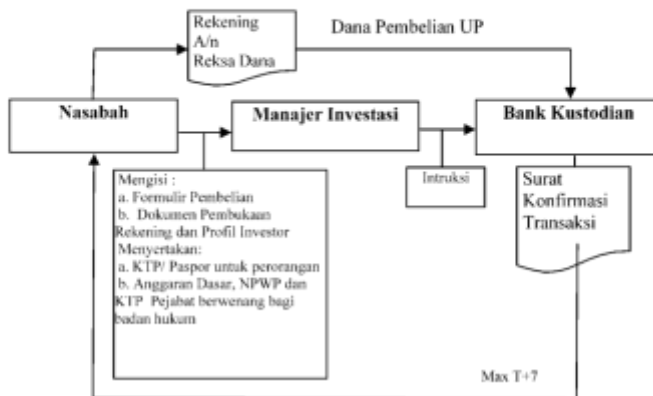 Rekening
A/n
Reksa Dana
Dana Pembelian UP
Nasabah
Manajer Investasi
Bank Kustodian
Mengisi :
a. Formulir Pembelian
b. Dokumen Pembukaan
Rekening dan Profil Investor
Menyertakan:
a. KTP/ Paspor untuk perorangan
b. Anggaran Dasar, NPWP dan
KTP Pejabat berwenang bagi
badan hukum
Intruksi
Surat
Konfirmasi
Transaksi
Max T+7